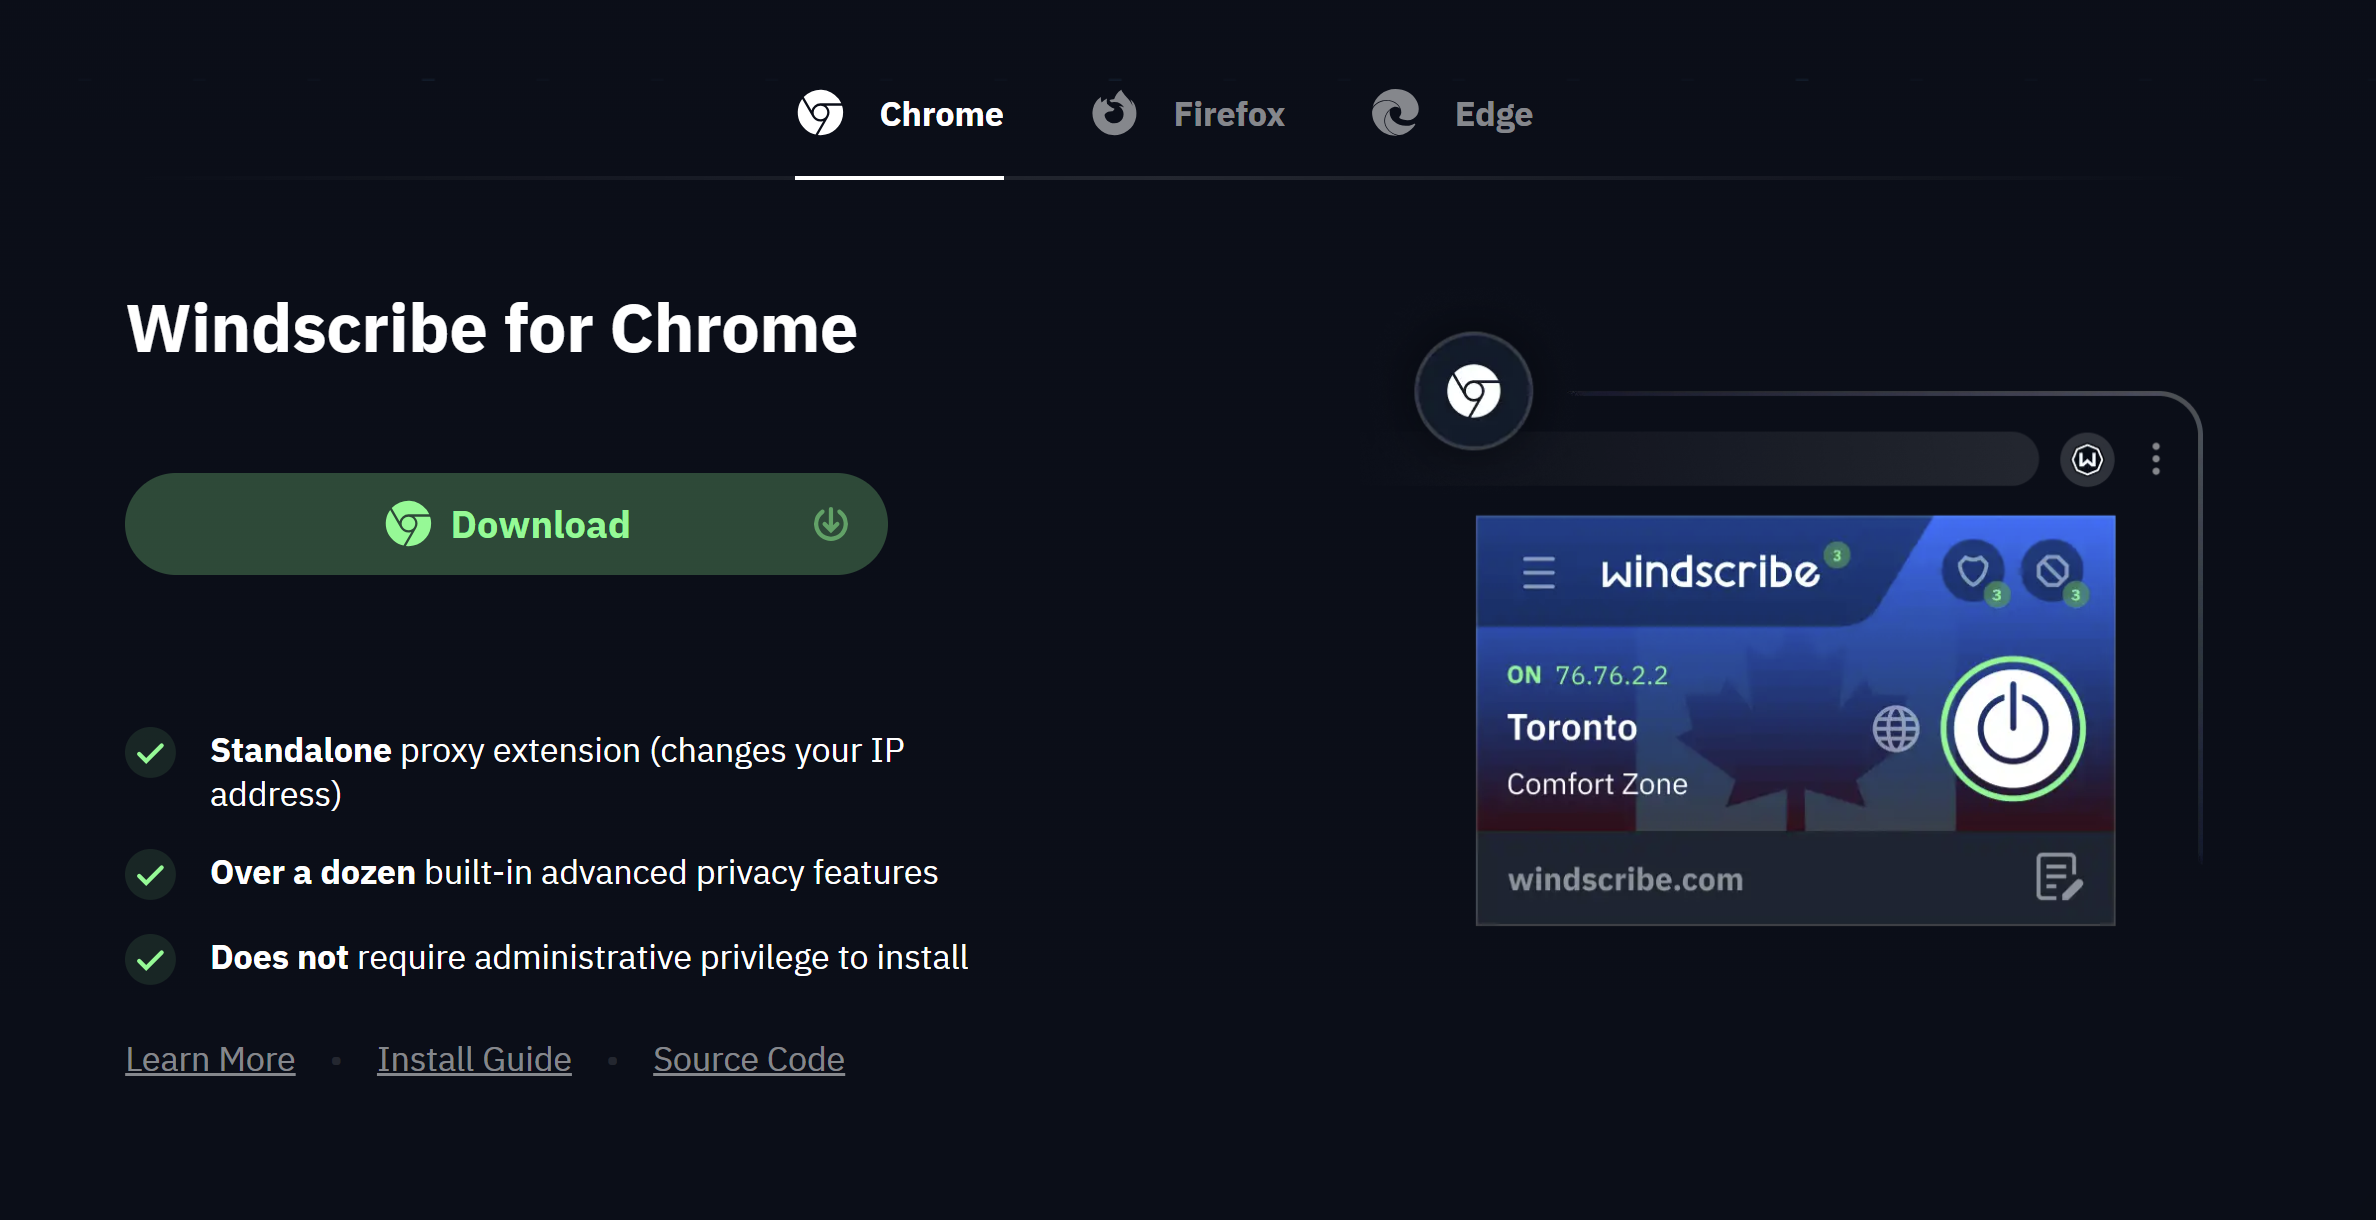 Chrome
Firefox
Edge
Windscribe for Chrome
Download
Standalone proxy extension (changes your IP
address)
Over a dozen built-in advanced privacy features
Does not require administrative privilege to install
Learn More • Install Guide • Source Code
W
windscribe 3
3
3
ON 76.76.2.2
Toronto
Comfort Zone
windscribe.com